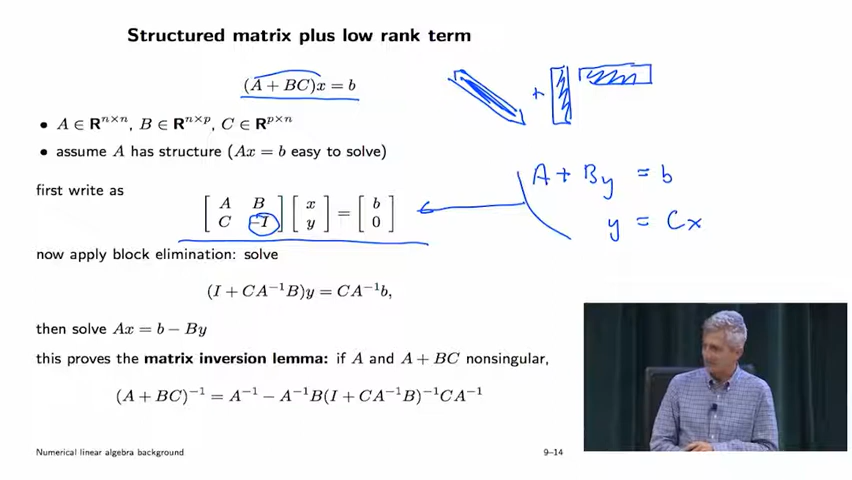 Structured matrix plus low rank term
(A + BC)x = b
+
• A ∈ R^{n×n}, B ∈ R^{n×p}, C ∈ R^{p×n}
• assume A has structure (Ax = b easy to solve)
A + By = b
first write as
[ A B ] [ x ] = [ b ]
[ C −I ] [ y ] [ 0 ]
y = Cx
now apply block elimination: solve
(I + CA^{−1}B)y = CA^{−1}b,
then solve Ax = b − By
this proves the matrix inversion lemma: if A and A + BC nonsingular,
(A + BC)^{−1} = A^{−1} − A^{−1}B(I + CA^{−1}B)^{−1}CA^{−1}
Numerical linear algebra background
9–14